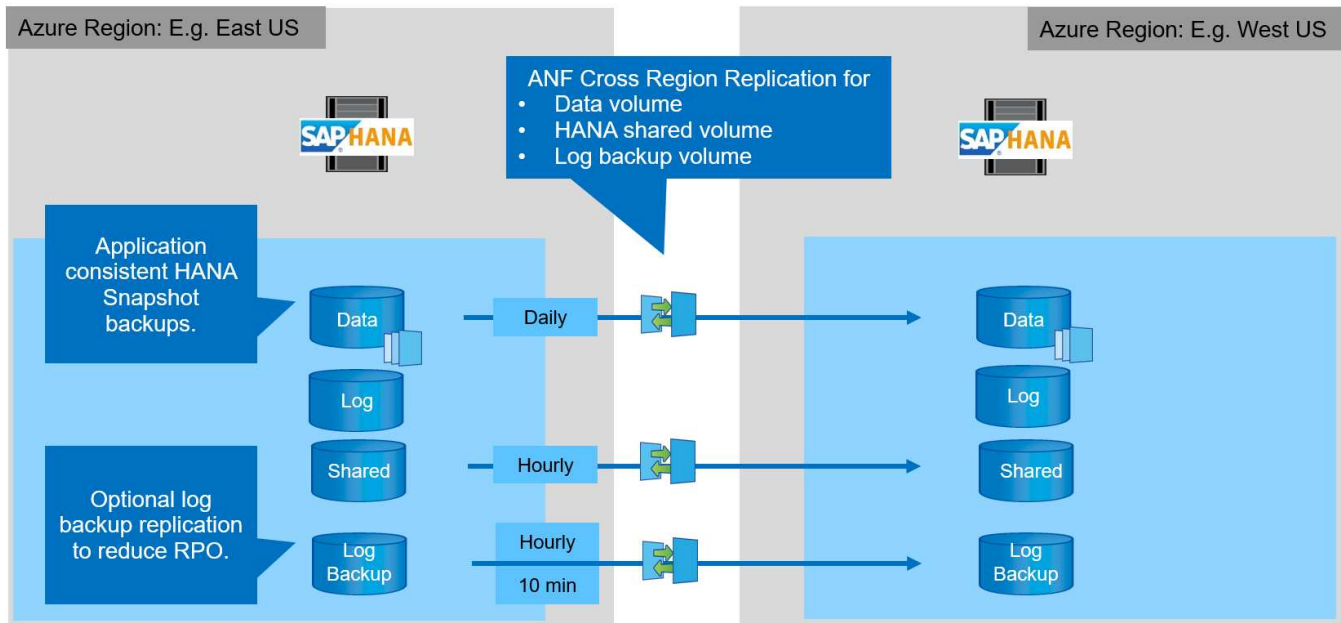 Azure Region: E.g. East US
Azure Region: E.g. West US
ANF Cross Region Replication for
• Data volume
• HANA shared volume
• Log backup volume
SAP HANA
SAP HANA
Application
consistent HANA
Snapshot
backups.
Data
Daily
Data
Log
Log
Shared
Hourly
Shared
Optional log
backup replication
to reduce RPO.
Log
Backup
Hourly
10 min
Log
Backup